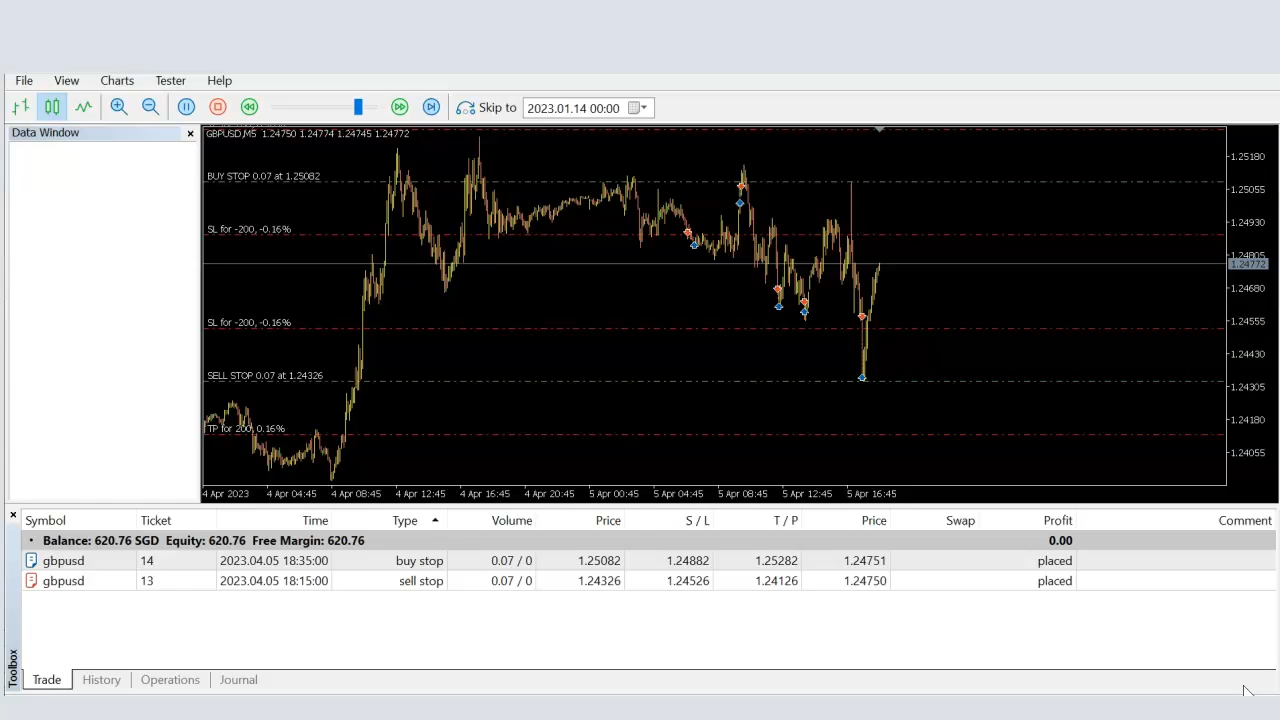 File View Charts Tester Help
Skip to 2023.01.14 00:00
Data Window
GBPUSD,M5 1.24750 1.24774 1.24745 1.24772
BUY STOP 0.07 at 1.25082
SL for -200, -0.16%
SL for -200, -0.16%
SELL STOP 0.07 at 1.24326
TP for 200, 0.16%
1.25180
1.25055
1.24930
1.24805
1.24772
1.24680
1.24555
1.24430
1.24305
1.24180
1.24055
4 Apr 2023 4 Apr 04:45 4 Apr 08:45 4 Apr 12:45 4 Apr 16:45 4 Apr 20:45 5 Apr 00:45 5 Apr 04:45 5 Apr 08:45 5 Apr 12:45 5 Apr 16:45
Symbol Ticket Time Type Volume Price S / L T / P Price Swap Profit Comment
Balance: 620.76 SGD Equity: 620.76 Free Margin: 620.76 0.00
gbpusd 14 2023.04.05 18:35:00 buy stop 0.07 / 0 1.25082 1.24882 1.25282 1.24751 placed
gbpusd 13 2023.04.05 18:15:00 sell stop 0.07 / 0 1.24326 1.24526 1.24126 1.24750 placed
Toolbox
Trade History Operations Journal